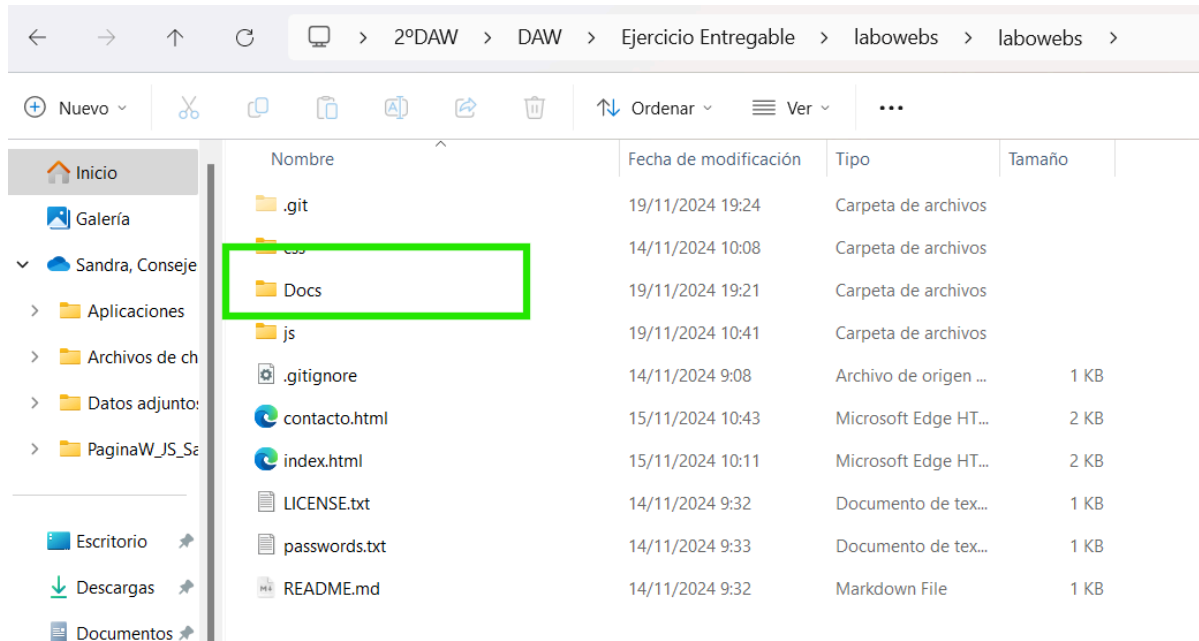 2ºDAW > DAW > Ejercicio Entregable > labowebs > labowebs >
Nuevo Ordenar Ver ...
Inicio
Galería
Sandra, Conseje
Aplicaciones
Archivos de ch
Datos adjuntos
PaginaW_JS_Sa
Escritorio
Descargas
Documentos
Nombre Fecha de modificación Tipo Tamaño
.git 19/11/2024 19:24 Carpeta de archivos
css 14/11/2024 10:08 Carpeta de archivos
Docs 19/11/2024 19:21 Carpeta de archivos
js 19/11/2024 10:41 Carpeta de archivos
.gitignore 14/11/2024 9:08 Archivo de origen ... 1 KB
contacto.html 15/11/2024 10:43 Microsoft Edge HT... 2 KB
index.html 15/11/2024 10:11 Microsoft Edge HT... 2 KB
LICENSE.txt 14/11/2024 9:32 Documento de tex... 1 KB
passwords.txt 14/11/2024 9:33 Documento de tex... 1 KB
README.md 14/11/2024 9:32 Markdown File 1 KB